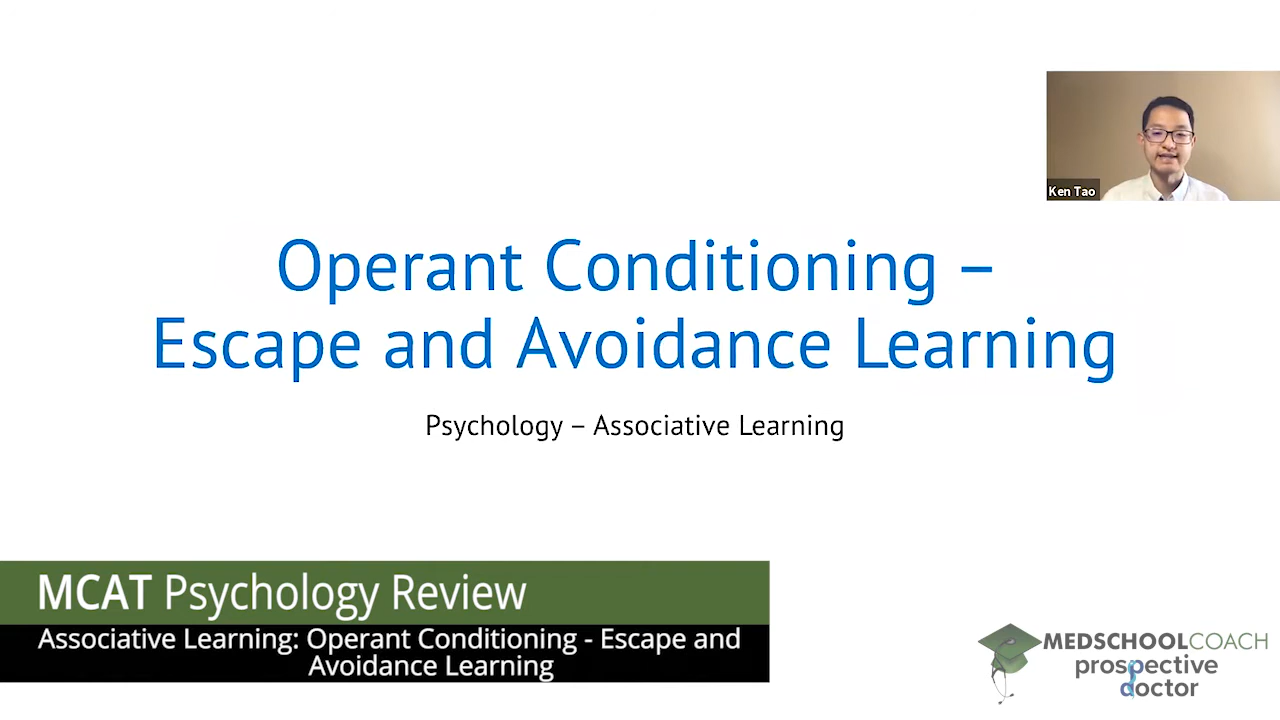 Ken Tao
Operant Conditioning –
Escape and Avoidance Learning
Psychology – Associative Learning
MCAT Psychology Review
Associative Learning: Operant Conditioning - Escape and
Avoidance Learning
MEDSCHOOLCOACH
prospective
doctor